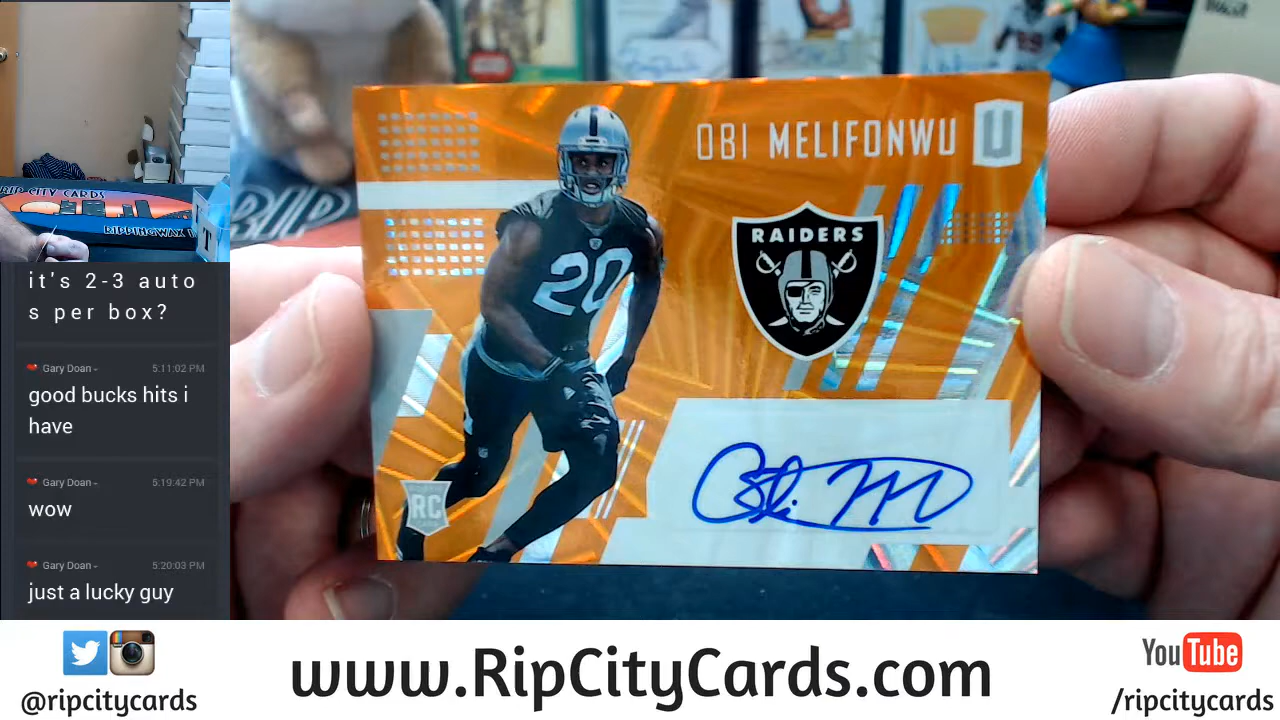 RIP CITY CARDS
RIPPINGWAX
T
it's 2-3 auto
s per box?
Gary Doan
5:11:02 PM
good bucks hits i
have
Gary Doan
5:19:42 PM
wow
Gary Doan
5:20:03 PM
just a lucky guy
RIP
OBI MELIFONWU
U
RAIDERS
20
RC
@ripcitycards
www.RipCityCards.com
YouTube
/ripcitycards